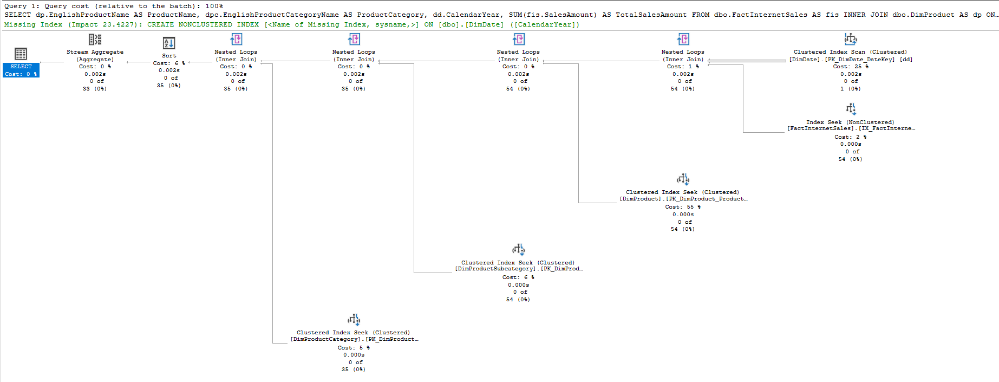 Query 1: Query cost (relative to the batch): 100%
SELECT dp.EnglishProductName AS ProductName, dpc.EnglishProductCategoryName AS ProductCategory, dd.CalendarYear, SUM(fis.SalesAmount) AS TotalSalesAmount FROM dbo.FactInternetSales AS fis INNER JOIN dbo.DimProduct AS dp ON…
Missing Index (Impact 23.4227): CREATE NONCLUSTERED INDEX [<Name of Missing Index, sysname,>] ON [dbo].[DimDate] ([CalendarYear])
SELECT
Cost: 0 %
Stream Aggregate
(Aggregate)
Cost: 0 %
0.002s
0 of
33 (0%)
Sort
Cost: 6 %
0.002s
0 of
35 (0%)
Nested Loops
(Inner Join)
Cost: 0 %
0.002s
0 of
35 (0%)
Nested Loops
(Inner Join)
Cost: 0 %
0.002s
0 of
35 (0%)
Nested Loops
(Inner Join)
Cost: 0 %
0.002s
0 of
54 (0%)
Nested Loops
(Inner Join)
Cost: 1 %
0.002s
0 of
54 (0%)
Clustered Index Scan (Clustered)
[DimDate].[PK_DimDate_DateKey] [dd]
Cost: 25 %
0.002s
0 of
1 (0%)
Index Seek (NonClustered)
[FactInternetSales].[IX_FactInterne…
Cost: 2 %
0.000s
0 of
54 (0%)
Clustered Index Seek (Clustered)
[DimProduct].[PK_DimProduct_Product…
Cost: 55 %
0.000s
0 of
54 (0%)
Clustered Index Seek (Clustered)
[DimProductSubcategory].[PK_DimProd…
Cost: 6 %
0.000s
0 of
54 (0%)
Clustered Index Seek (Clustered)
[DimProductCategory].[PK_DimProduct…
Cost: 5 %
0.000s
0 of
35 (0%)